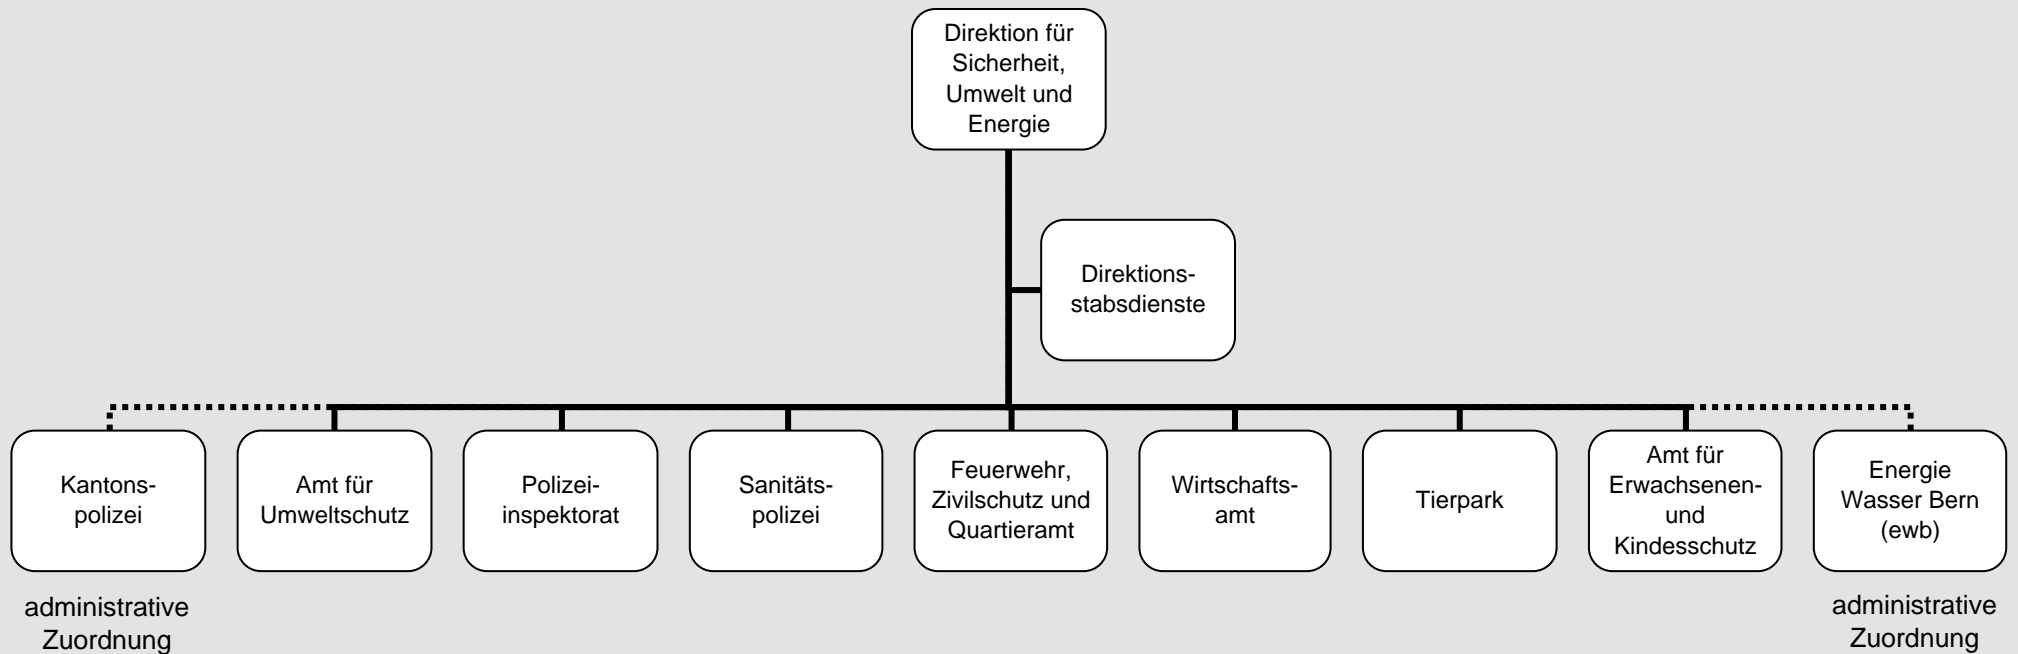 Direktion für
Sicherheit,
Umwelt und
Energie
Direktions-
stabsdienste
Kantons-
polizei
Amt für
Umweltschutz
Polizei-
inspektorat
Sanitäts-
polizei
Feuerwehr,
Zivilschutz und
Quartieramt
Wirtschafts-
amt
Tierpark
Amt für
Erwachsenen-
und
Kindesschutz
Energie
Wasser Bern
(ewb)
administrative
Zuordnung
administrative
Zuordnung